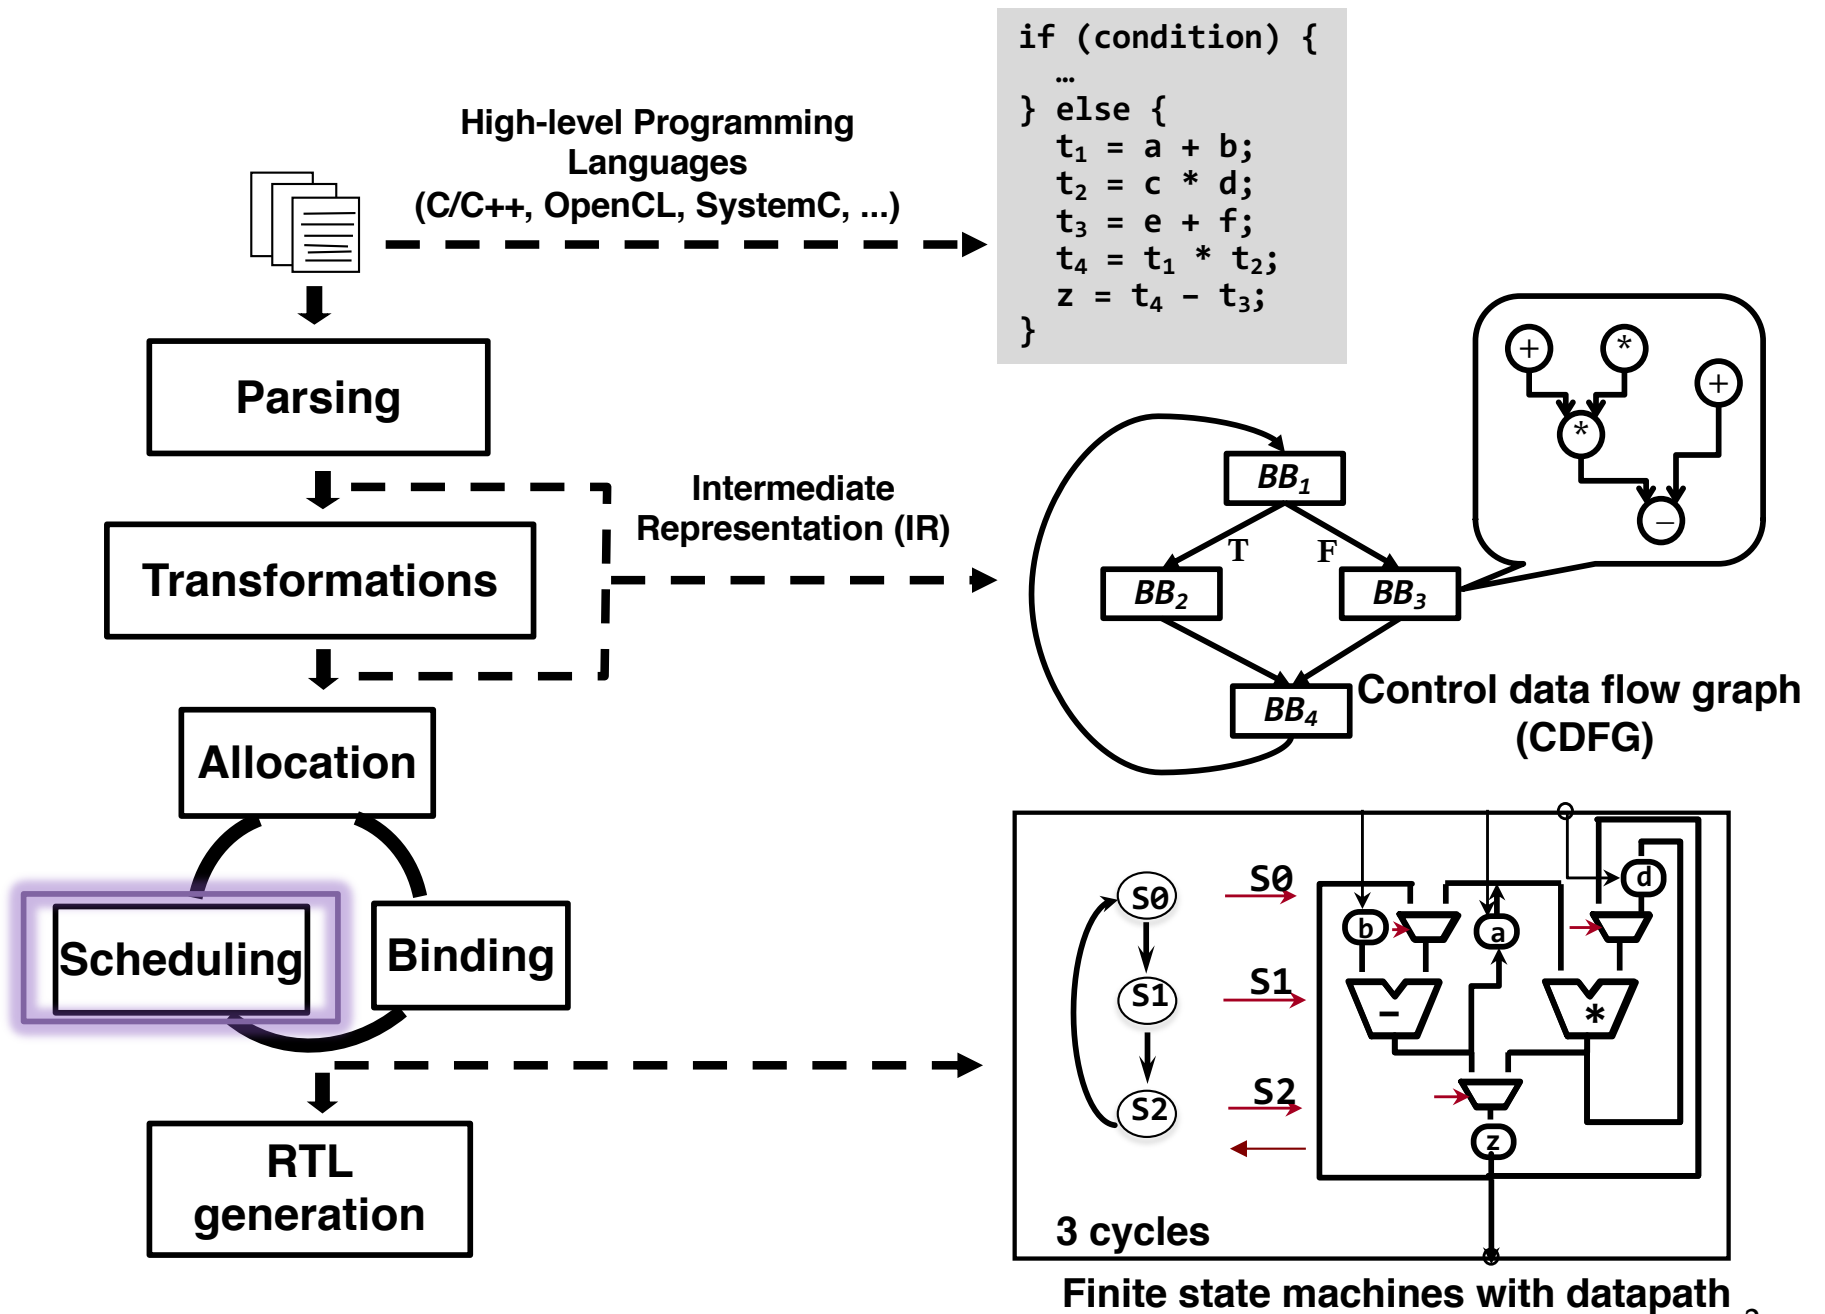 High-level Programming
Languages
(C/C++, OpenCL, SystemC, ...)
if (condition) {
…
} else {
t₁ = a + b;
t₂ = c * d;
t₃ = e + f;
t₄ = t₁ * t₂;
z = t₄ – t₃;
}
Parsing
Transformations
Allocation
Scheduling
Binding
RTL
generation
Intermediate
Representation (IR)
+
*
+
*
–
BB₁
T
F
BB₂
BB₃
BB₄
Control data flow graph
(CDFG)
S0
S1
S2
S0
S1
S2
b
a
d
–
*
z
3 cycles
Finite state machines with datapath